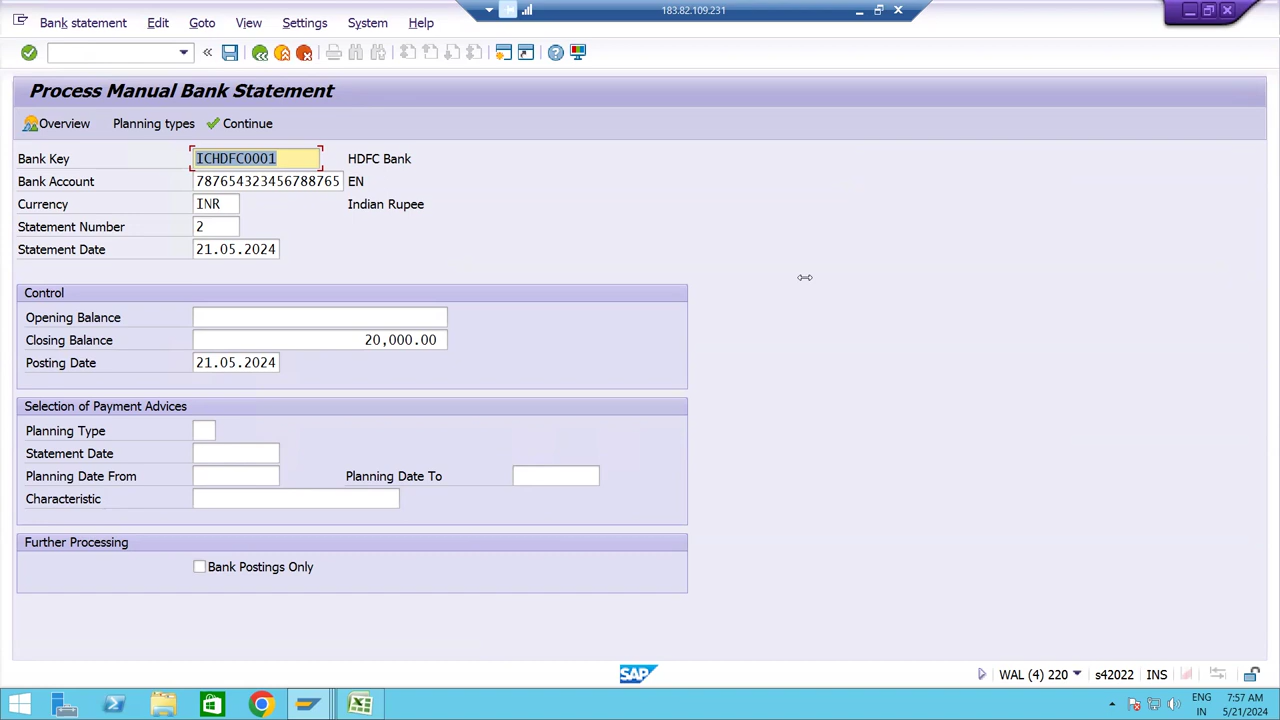 183.82.109.231
Bank statement Edit Goto View Settings System Help
Process Manual Bank Statement
Overview Planning types Continue
Bank Key ICHDFC0001 HDFC Bank
Bank Account 787654323456788765 EN
Currency INR Indian Rupee
Statement Number 2
Statement Date 21.05.2024
Control
Opening Balance
Closing Balance 20,000.00
Posting Date 21.05.2024
Selection of Payment Advices
Planning Type
Statement Date
Planning Date From Planning Date To
Characteristic
Further Processing
Bank Postings Only
SAP WAL (4) 220 s42022 INS
ENG 7:57 AM
IN 5/21/2024